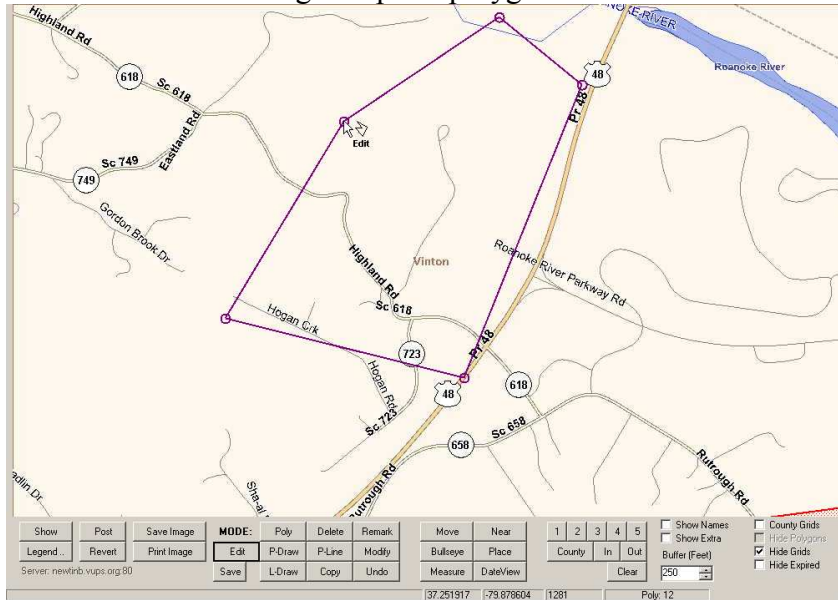 Highland Rd
618
Sc 618
Eastland Rd
Sc 749
749
Gordon Brook Dr.
ANOKE-RIVER
Roanoke River
48
Pr 48
Edit
Vinton
Highland Rd
Sc 618
Roanoke River Parkway Rd
Hogan Crk
723
Pr 48
Hogan Rd
Sc 723
48
618
Sc 658
658
Rutrough Rd
Rutrough Rd
adlin Dr
Show Post Save Image MODE: Poly Delete Remark Move Near 1 2 3 4 5 Show Names County Grids
Show Extra Hide Polygons
Legend .. Revert Print Image Edit P-Draw P-Line Modify Bullseye Place County In Out Buffer (Feet) Hide Grids
Server: newtinb.vups.org:80 Save L-Draw Copy Undo Measure DateView Clear 250 Hide Expired
37.251917 -79.878604 1281 Poly: 12